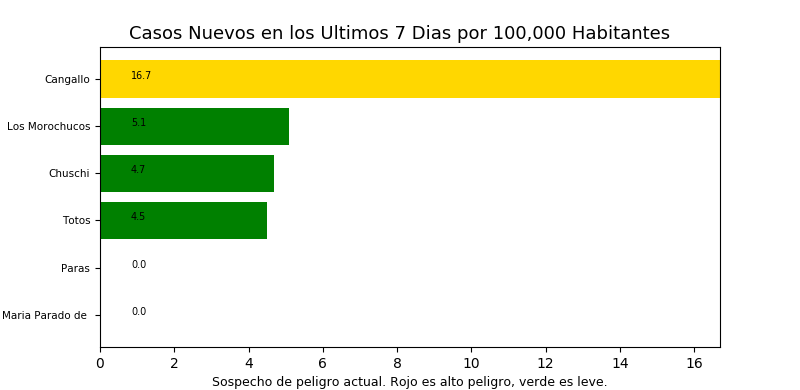 Casos Nuevos en los Ultimos 7 Dias por 100,000 Habitantes
Cangallo 16.7
Los Morochucos 5.1
Chuschi 4.7
Totos 4.5
Paras 0.0
Maria Parado de 0.0
0 2 4 6 8 10 12 14 16
Sospecho de peligro actual. Rojo es alto peligro, verde es leve.